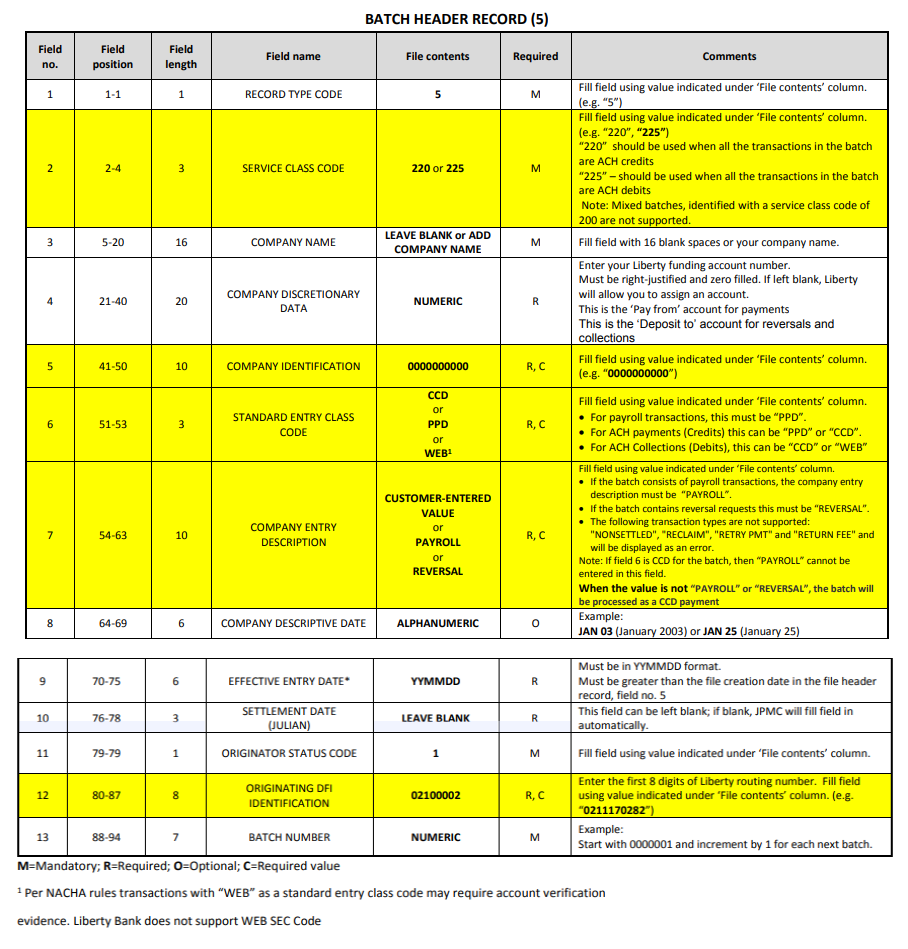 BATCH HEADER RECORD (5)
Field no. Field position Field length Field name File contents Required Comments
1 1-1 1 RECORD TYPE CODE 5 M Fill field using value indicated under ‘File contents’ column.
(e.g. “5”)
2 2-4 3 SERVICE CLASS CODE 220 or 225 M Fill field using value indicated under ‘File contents’ column.
(e.g. “220”, “225”)
“220” should be used when all the transactions in the batch
are ACH credits
“225” – should be used when all the transactions in the batch
are ACH debits
Note: Mixed batches, identified with a service class code of
200 are not supported.
3 5-20 16 COMPANY NAME LEAVE BLANK or ADD COMPANY NAME M Fill field with 16 blank spaces or your company name.
4 21-40 20 COMPANY DISCRETIONARY DATA NUMERIC R Enter your Liberty funding account number.
Must be right-justified and zero filled. If left blank, Liberty
will allow you to assign an account.
This is the ‘Pay from’ account for payments
This is the ‘Deposit to’ account for reversals and
collections
5 41-50 10 COMPANY IDENTIFICATION 0000000000 R, C Fill field using value indicated under ‘File contents’ column.
(e.g. “0000000000”)
6 51-53 3 STANDARD ENTRY CLASS CODE CCD or PPD or WEB¹ R, C Fill field using value indicated under ‘File contents’ column.
• For payroll transactions, this must be “PPD”.
• For ACH payments (Credits) this can be “PPD” or “CCD”.
• For ACH Collections (Debits), this can be “CCD” or “WEB”
7 54-63 10 COMPANY ENTRY DESCRIPTION CUSTOMER-ENTERED VALUE or PAYROLL or REVERSAL R, C Fill field using value indicated under ‘File contents’ column.
• If the batch consists of payroll transactions, the company entry
description must be “PAYROLL”.
• If the batch contains reversal requests this must be “REVERSAL”.
• The following transaction types are not supported:
"NONSETTLED", "RECLAIM", "RETRY PMT" and "RETURN FEE" and
will be displayed as an error.
Note: If field 6 is CCD for the batch, then “PAYROLL” cannot be
entered in this field.
When the value is not “PAYROLL” or “REVERSAL”, the batch will
be processed as a CCD payment
8 64-69 6 COMPANY DESCRIPTIVE DATE ALPHANUMERIC O Example:
JAN 03 (January 2003) or JAN 25 (January 25)
9 70-75 6 EFFECTIVE ENTRY DATE* YYMMDD R Must be in YYMMDD format.
Must be greater than the file creation date in the file header
record, field no. 5
10 76-78 3 SETTLEMENT DATE (JULIAN) LEAVE BLANK R This field can be left blank; if blank, JPMC will fill field in
automatically.
11 79-79 1 ORIGINATOR STATUS CODE 1 M Fill field using value indicated under ‘File contents’ column.
12 80-87 8 ORIGINATING DFI IDENTIFICATION 02100002 R, C Enter the first 8 digits of Liberty routing number. Fill field
using value indicated under ‘File contents’ column. (e.g.
“0211170282”)
13 88-94 7 BATCH NUMBER NUMERIC M Example:
Start with 0000001 and increment by 1 for each next batch.
M=Mandatory; R=Required; O=Optional; C=Required value
¹ Per NACHA rules transactions with “WEB” as a standard entry class code may require account verification
evidence. Liberty Bank does not support WEB SEC Code